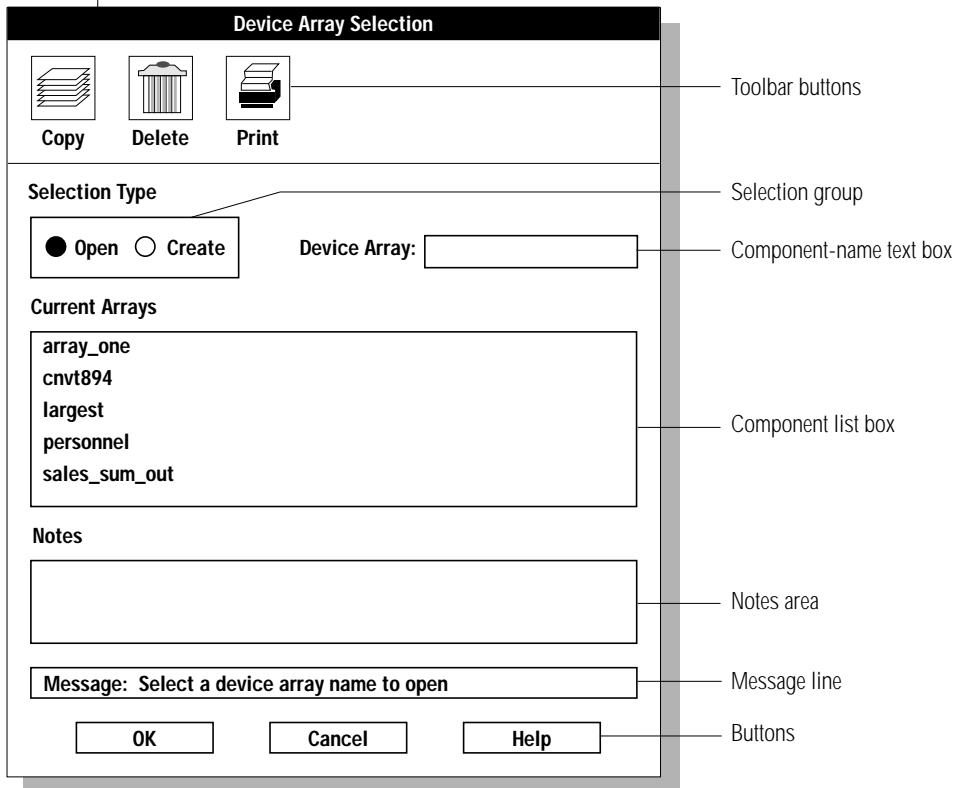 Device Array Selection
Copy Delete Print
Toolbar buttons
Selection Type
Selection group
Open Create
Device Array:
Component-name text box
Current Arrays
array_one
cnvt894
largest
personnel
sales_sum_out
Component list box
Notes
Notes area
Message: Select a device array name to open
Message line
OK Cancel Help
Buttons